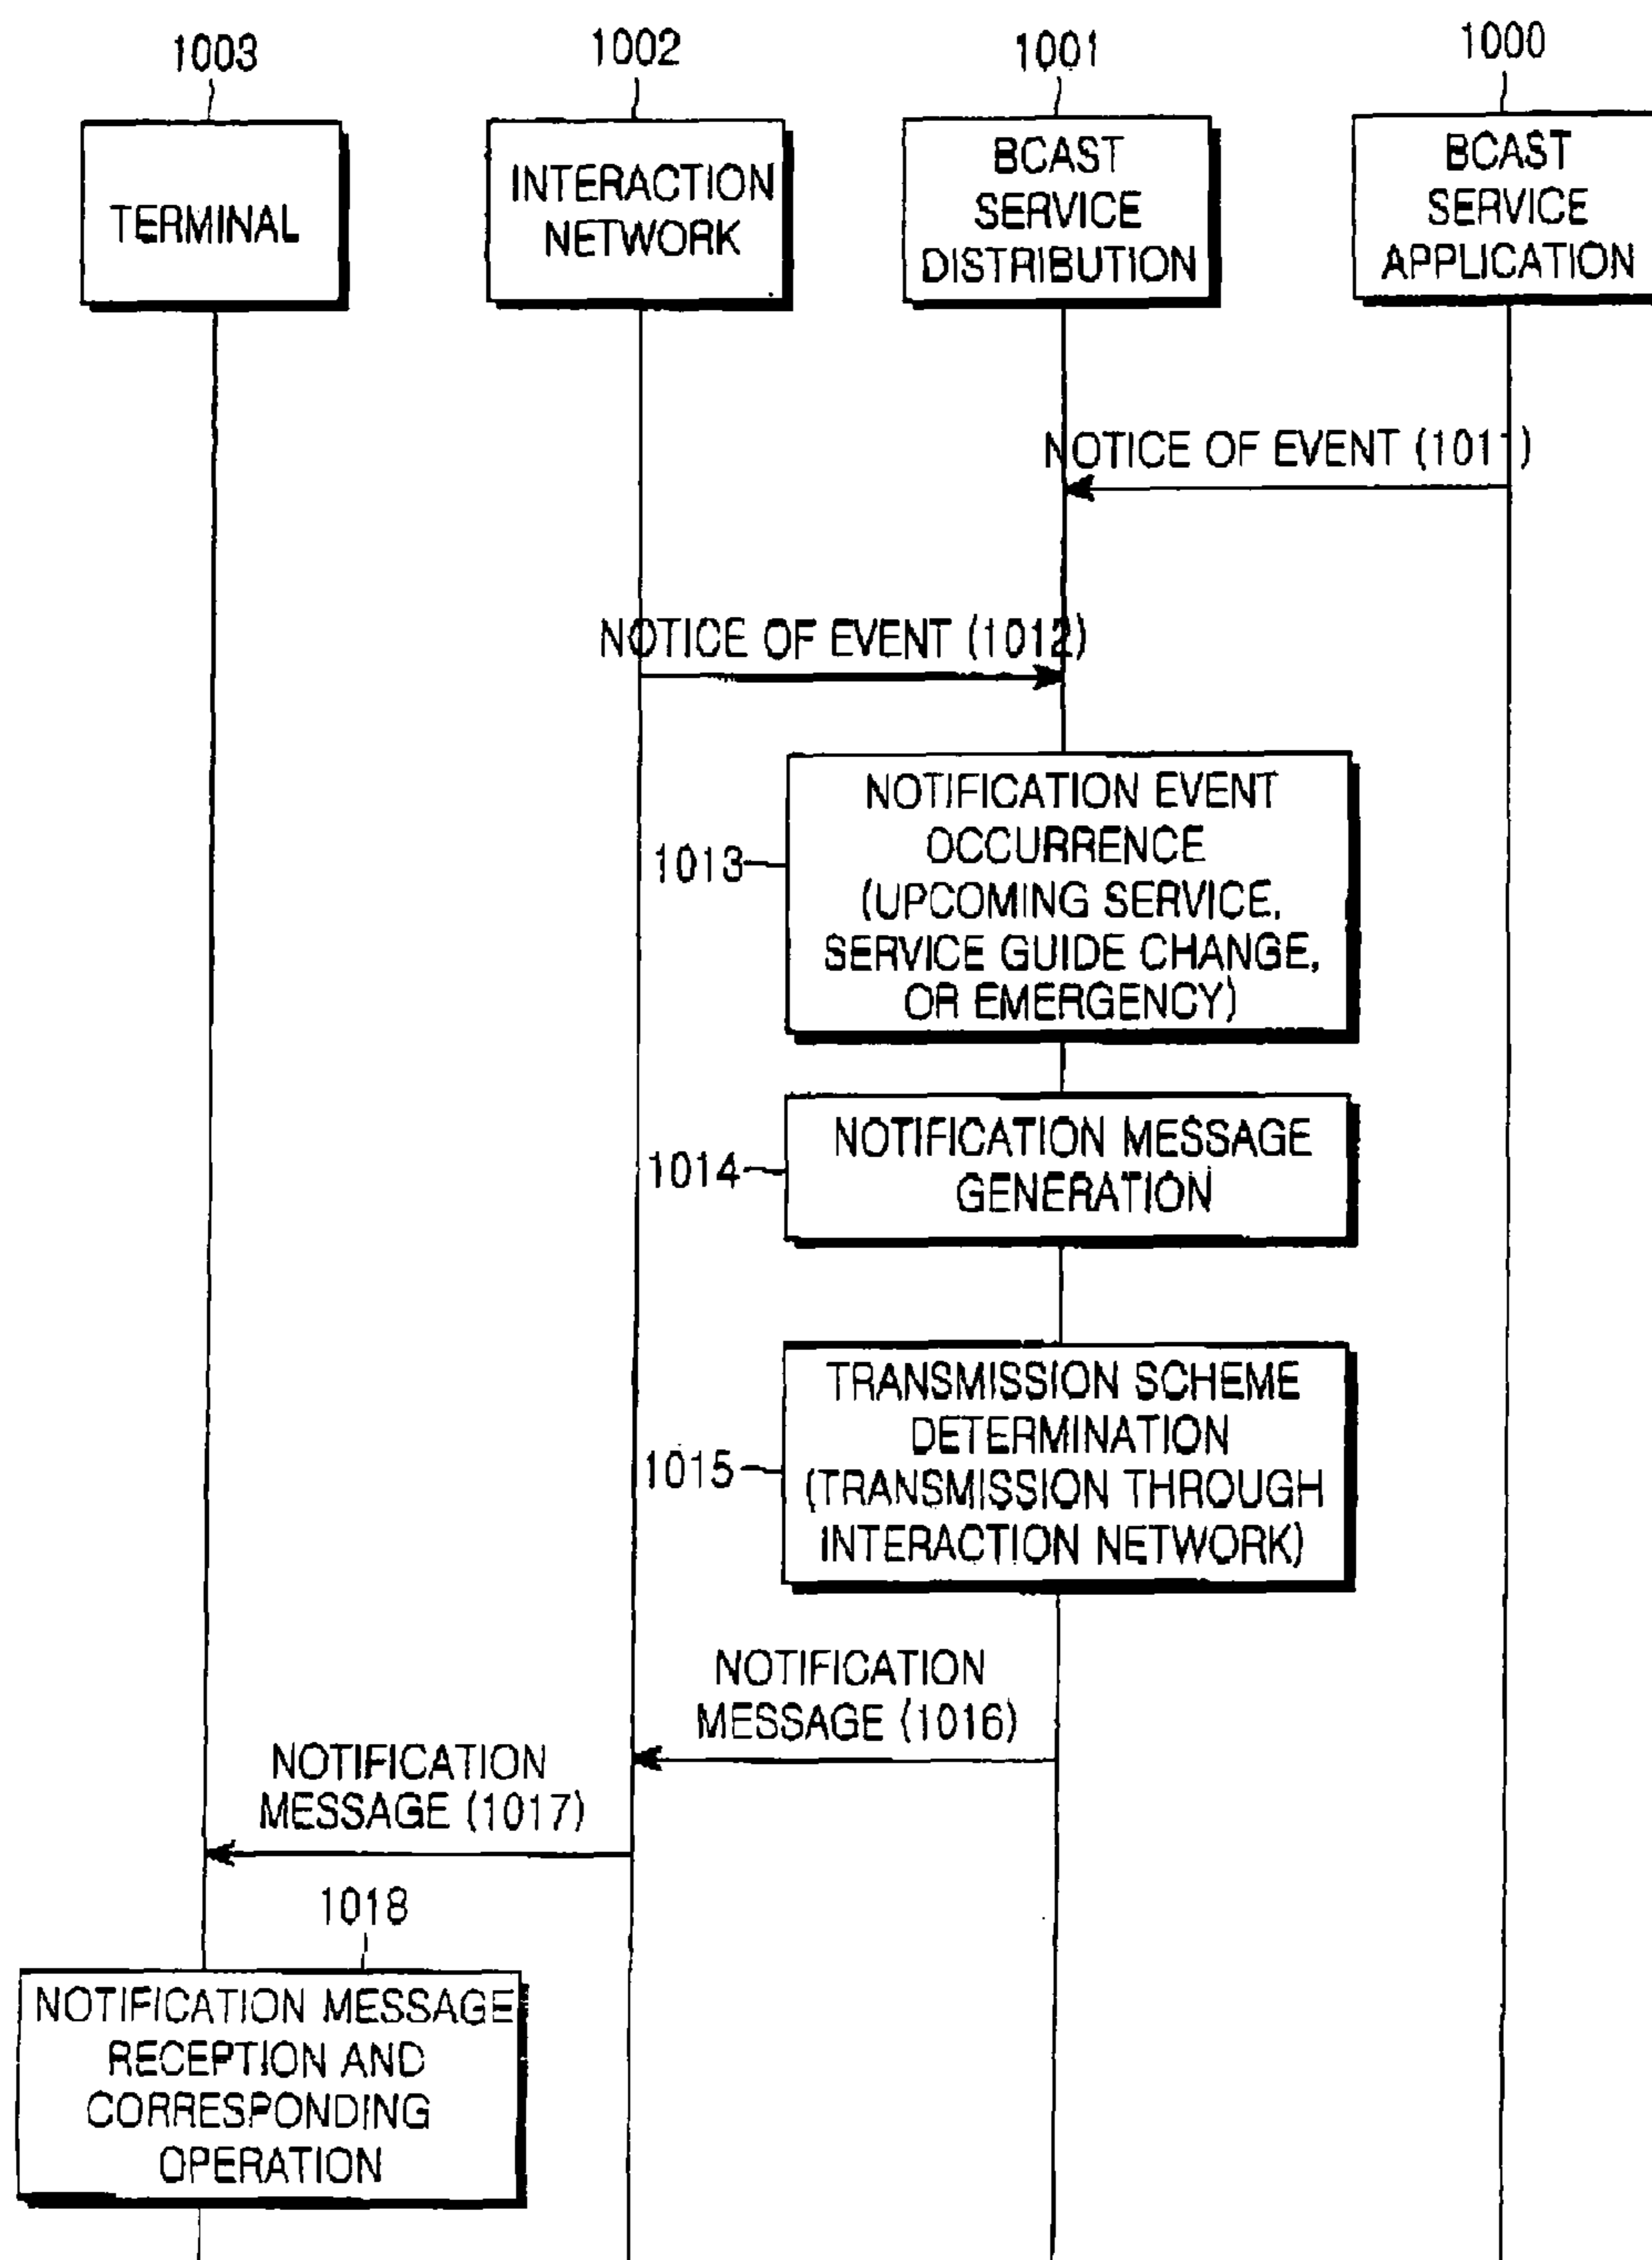 1003
1002
1001
1000
TERMINAL
INTERACTION
NETWORK
BCAST
SERVICE
DISTRIBUTION
BCAST
SERVICE
APPLICATION
NOTICE OF EVENT (1011)
NOTICE OF EVENT (1012)
1013
NOTIFICATION EVENT
OCCURRENCE
(UPCOMING SERVICE,
SERVICE GUIDE CHANGE,
OR EMERGENCY)
1014
NOTIFICATION MESSAGE
GENERATION
1015
TRANSMISSION SCHEME
DETERMINATION
(TRANSMISSION THROUGH
INTERACTION NETWORK)
NOTIFICATION
MESSAGE (1016)
NOTIFICATION
MESSAGE (1017)
1018
NOTIFICATION MESSAGE
RECEPTION AND
CORRESPONDING
OPERATION